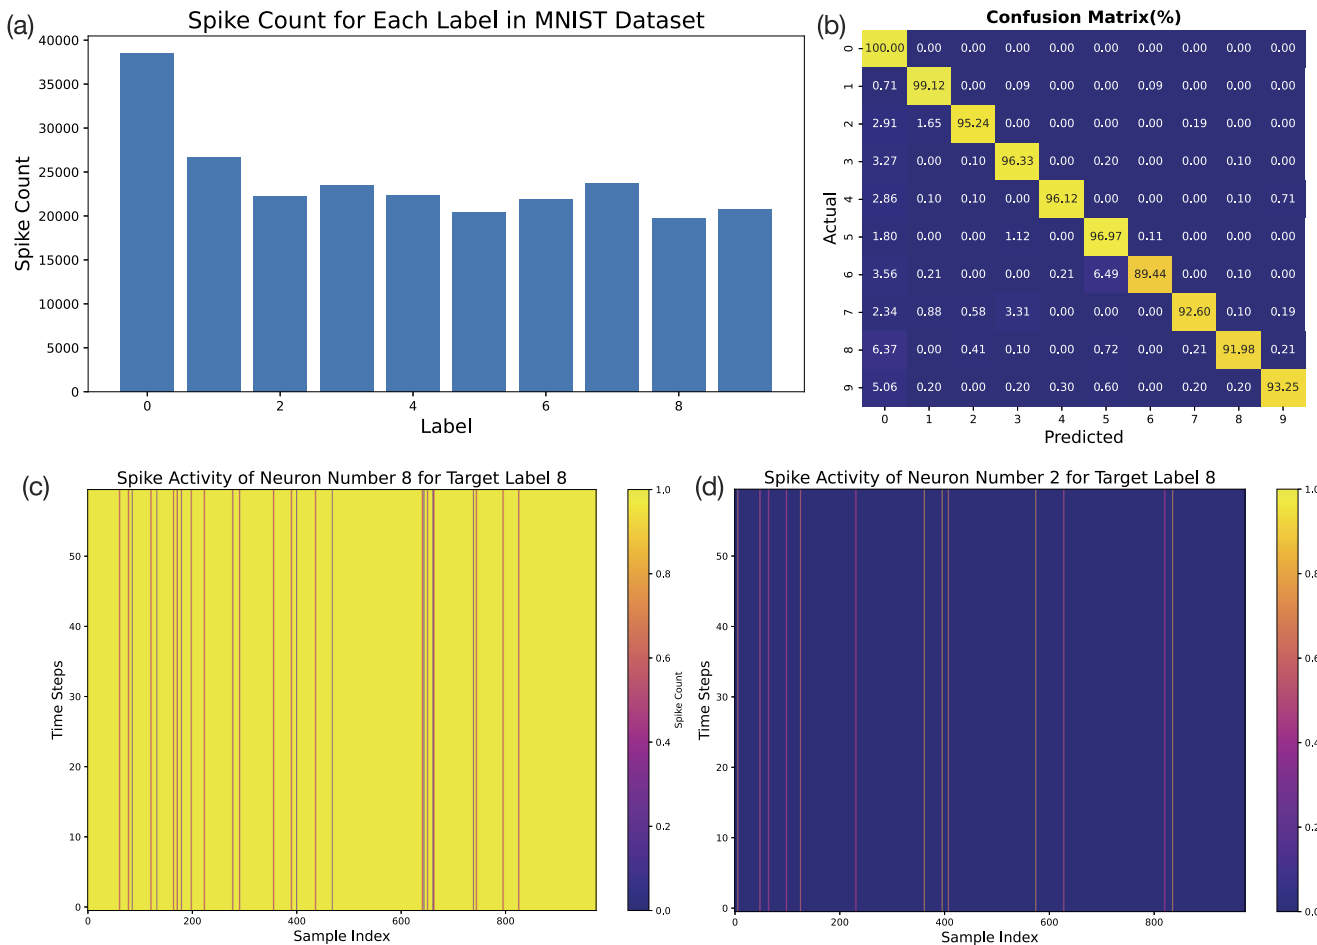 (a)
Spike Count for Each Label in MNIST Dataset
40000
35000
30000
25000
20000
15000
10000
5000
0
Spike Count
0 2 4 6 8
Label
(b)
Confusion Matrix(%)
0 100.00 0.00 0.00 0.00 0.00 0.00 0.00 0.00 0.00 0.00
1 0.71 99.12 0.00 0.09 0.00 0.00 0.09 0.00 0.00 0.00
2 2.91 1.65 95.24 0.00 0.00 0.00 0.00 0.19 0.00 0.00
3 3.27 0.00 0.10 96.33 0.00 0.20 0.00 0.00 0.10 0.00
4 2.86 0.10 0.10 0.00 96.12 0.00 0.00 0.00 0.10 0.71
5 1.80 0.00 0.00 1.12 0.00 96.97 0.11 0.00 0.00 0.00
6 3.56 0.21 0.00 0.00 0.21 6.49 89.44 0.00 0.10 0.00
7 2.34 0.88 0.58 3.31 0.00 0.00 0.00 92.60 0.10 0.19
8 6.37 0.00 0.41 0.10 0.00 0.72 0.00 0.21 91.98 0.21
9 5.06 0.20 0.00 0.20 0.30 0.60 0.00 0.20 0.20 93.25
Actual
0 1 2 3 4 5 6 7 8 9
Predicted
(c)
Spike Activity of Neuron Number 8 for Target Label 8
50
40
30
20
10
0
Time Steps
0 200 400 600 800
Sample Index
1.0
0.8
0.6
0.4
0.2
0.0
Spike Count
(d)
Spike Activity of Neuron Number 2 for Target Label 8
50
40
30
20
10
0
Time Steps
0 200 400 600 800
Sample Index
1.0
0.8
0.6
0.4
0.2
0.0